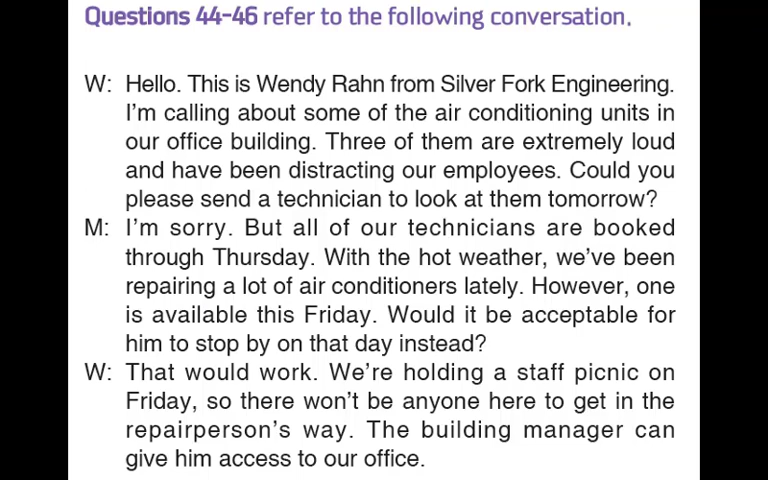 Questions 44-46 refer to the following conversation.
W: Hello. This is Wendy Rahn from Silver Fork Engineering.
I'm calling about some of the air conditioning units in
our office building. Three of them are extremely loud
and have been distracting our employees. Could you
please send a technician to look at them tomorrow?
M: I'm sorry. But all of our technicians are booked
through Thursday. With the hot weather, we've been
repairing a lot of air conditioners lately. However, one
is available this Friday. Would it be acceptable for
him to stop by on that day instead?
W: That would work. We're holding a staff picnic on
Friday, so there won't be anyone here to get in the
repairperson's way. The building manager can
give him access to our office.